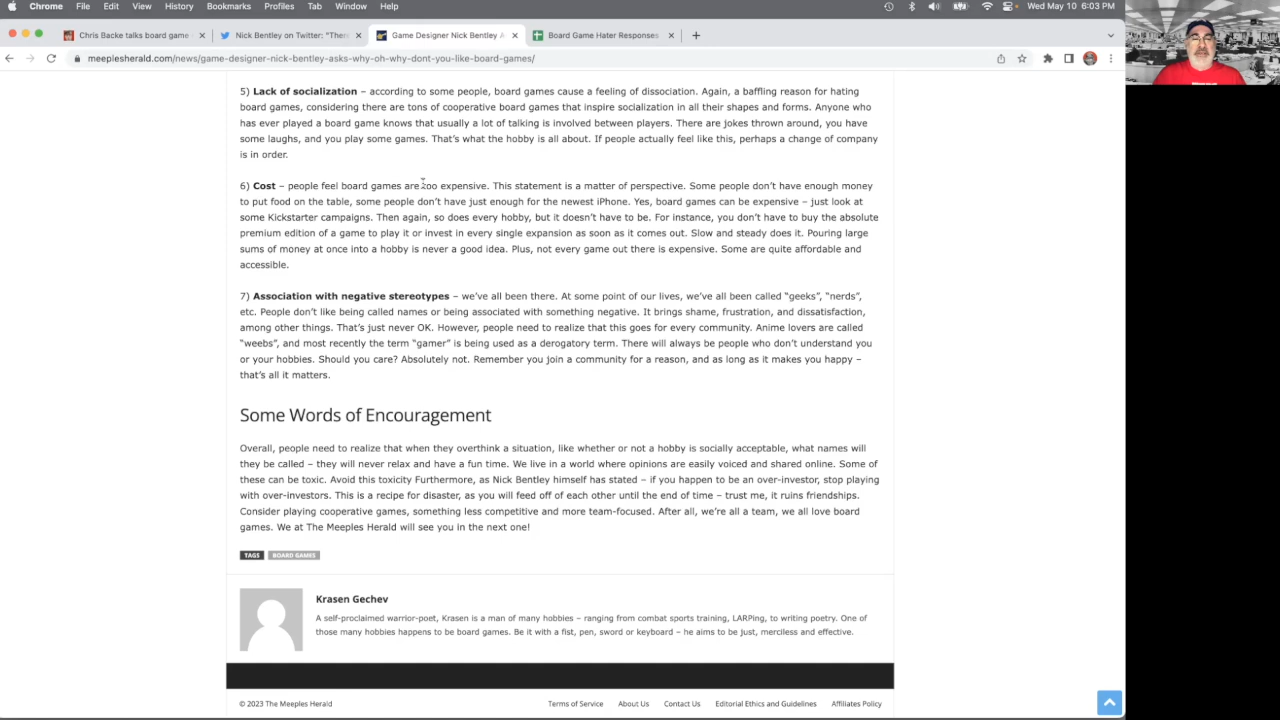 Chrome File Edit View History Bookmarks Profiles Tab Window Help Wed May 10 6:03 PM
Chris Backe talks board game Nick Bentley on Twitter: "Ther Game Designer Nick Bentley A Board Game Hater Responses
meeplesherald.com/news/game-designer-nick-bentley-asks-why-oh-why-dont-you-like-board-games/
5) Lack of socialization – according to some people, board games cause a feeling of dissociation. Again, a baffling reason for hating
board games, considering there are tons of cooperative board games that inspire socialization in all their shapes and forms. Anyone who
has ever played a board game knows that usually a lot of talking is involved between players. There are jokes thrown around, you have
some laughs, and you play some games. That's what the hobby is all about. If people actually feel like this, perhaps a change of company
is in order.
6) Cost – people feel board games are too expensive. This statement is a matter of perspective. Some people don't have enough money
to put food on the table, some people don't have just enough for the newest iPhone. Yes, board games can be expensive – just look at
some Kickstarter campaigns. Then again, so does every hobby, but it doesn't have to be. For instance, you don't have to buy the absolute
premium edition of a game to play it or invest in every single expansion as soon as it comes out. Slow and steady does it. Pouring large
sums of money at once into a hobby is never a good idea. Plus, not every game out there is expensive. Some are quite affordable and
accessible.
7) Association with negative stereotypes – we've all been there. At some point of our lives, we've all been called "geeks", "nerds",
etc. People don't like being called names or being associated with something negative. It brings shame, frustration, and dissatisfaction,
among other things. That's just never OK. However, people need to realize that this goes for every community. Anime lovers are called
"weebs", and most recently the term "gamer" is being used as a derogatory term. There will always be people who don't understand you
or your hobbies. Should you care? Absolutely not. Remember you join a community for a reason, and as long as it makes you happy –
that's all it matters.
Some Words of Encouragement
Overall, people need to realize that when they overthink a situation, like whether or not a hobby is socially acceptable, what names will
they be called – they will never relax and have a fun time. We live in a world where opinions are easily voiced and shared online. Some of
these can be toxic. Avoid this toxicity Furthermore, as Nick Bentley himself has stated – if you happen to be an over-investor, stop playing
with over-investors. This is a recipe for disaster, as you will feed off of each other until the end of time – trust me, it ruins friendships.
Consider playing cooperative games, something less competitive and more team-focused. After all, we're all a team, we all love board
games. We at The Meeples Herald will see you in the next one!
TAGS BOARD GAMES
Krasen Gechev
A self-proclaimed warrior-poet, Krasen is a man of many hobbies – ranging from combat sports training, LARPing, to writing poetry. One of
those many hobbies happens to be board games. Be it with a fist, pen, sword or keyboard – he aims to be just, merciless and effective.
© 2023 The Meeples Herald Terms of Service About Us Contact Us Editorial Ethics and Guidelines Affiliates Policy